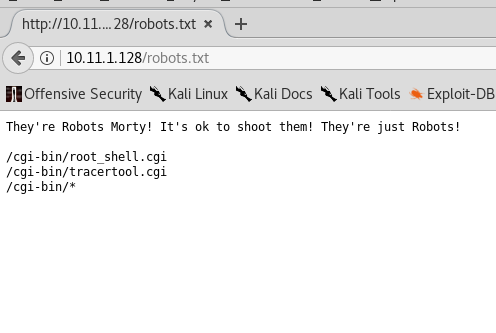 http://10.11....28/robots.txt
10.11.1.128/robots.txt
Offensive Security Kali Linux Kali Docs Kali Tools Exploit-DB
They're Robots Morty! It's ok to shoot them! They're just Robots!
/cgi-bin/root_shell.cgi
/cgi-bin/tracertool.cgi
/cgi-bin/*